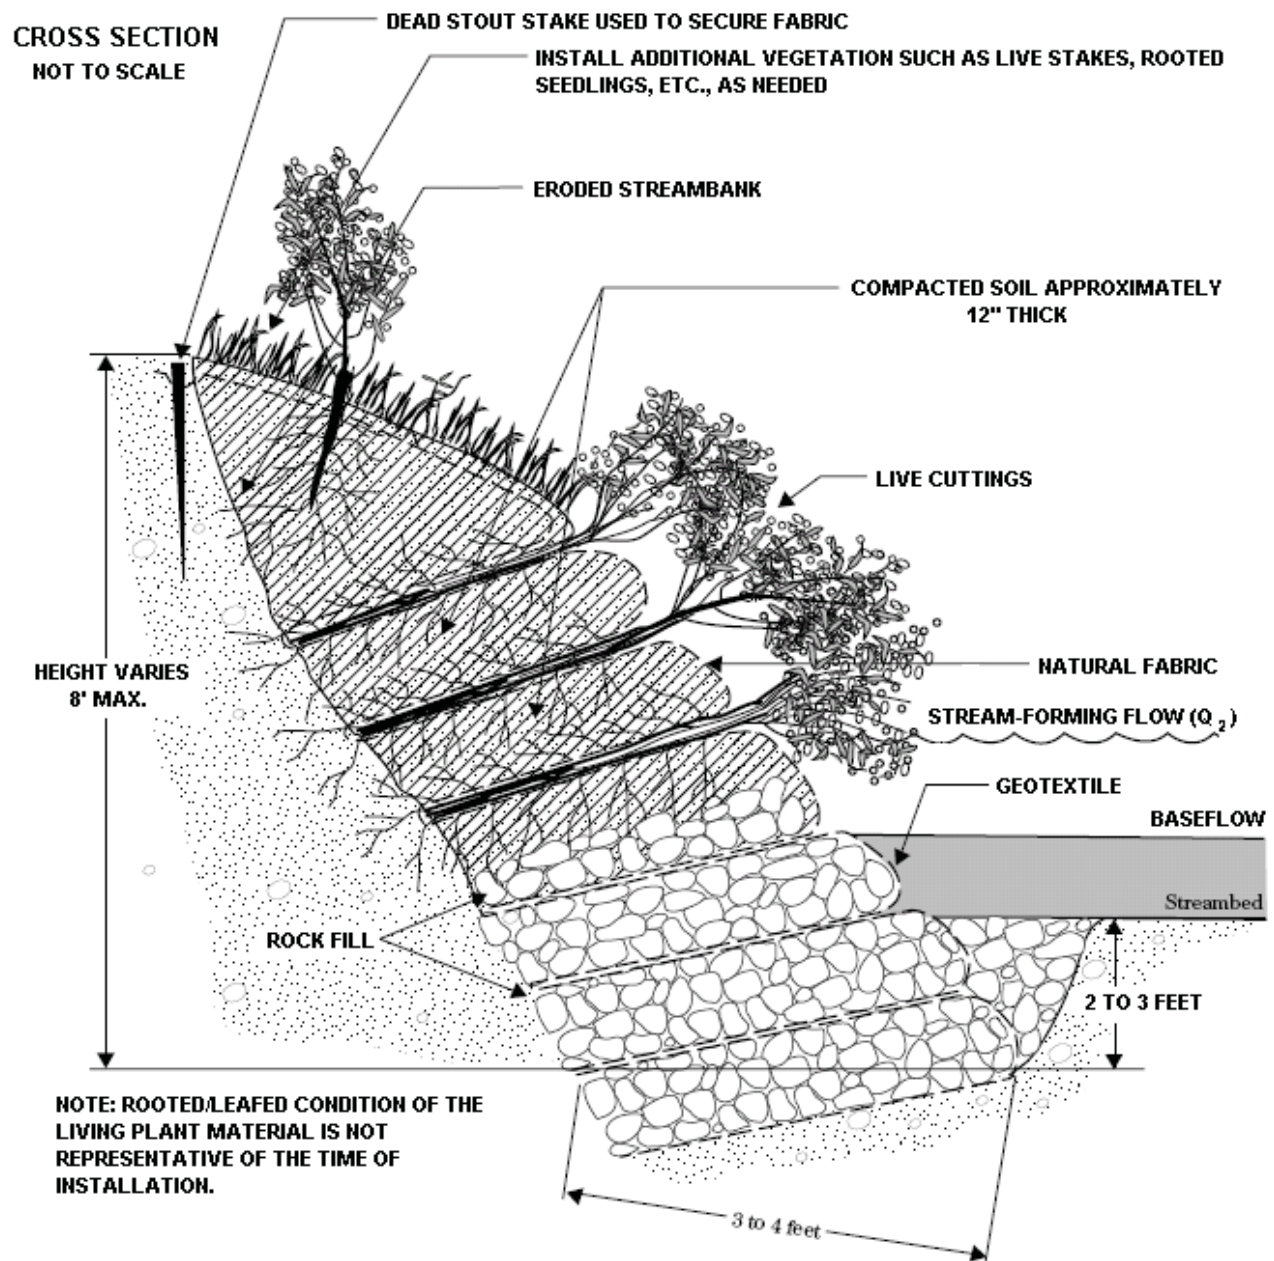 CROSS SECTION
NOT TO SCALE
DEAD STOUT STAKE USED TO SECURE FABRIC
INSTALL ADDITIONAL VEGETATION SUCH AS LIVE STAKES, ROOTED
SEEDLINGS, ETC., AS NEEDED
ERODED STREAMBANK
COMPACTED SOIL APPROXIMATELY
12" THICK
LIVE CUTTINGS
HEIGHT VARIES
8' MAX.
NATURAL FABRIC
STREAM-FORMING FLOW (Q 2 )
GEOTEXTILE
BASEFLOW
Streambed
ROCK FILL
2 TO 3 FEET
NOTE: ROOTED/LEAFED CONDITION OF THE
LIVING PLANT MATERIAL IS NOT
REPRESENTATIVE OF THE TIME OF
INSTALLATION.
3 to 4 feet